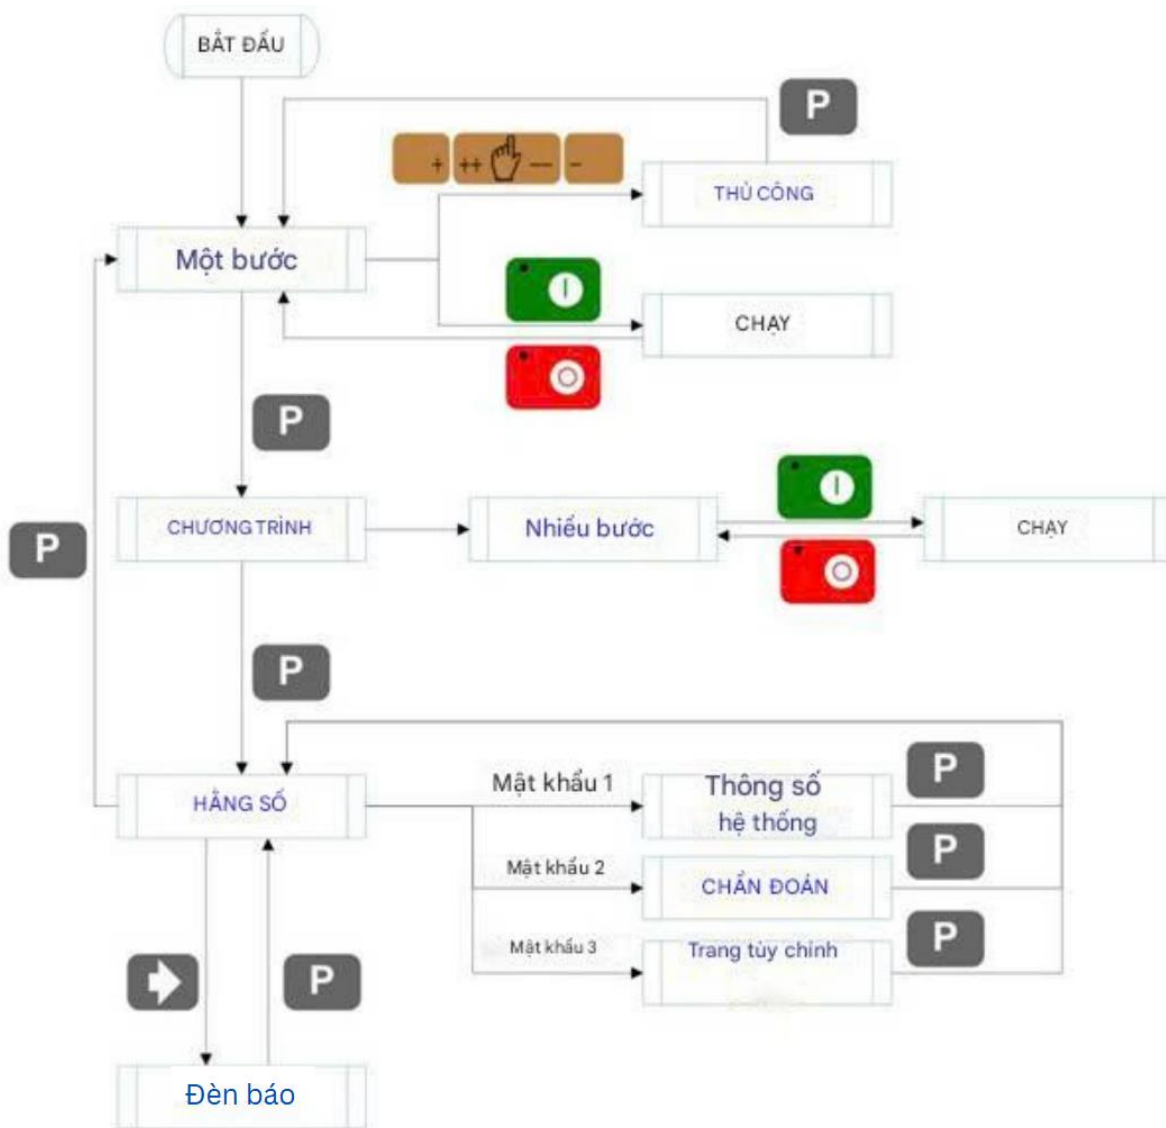 BẮT ĐẦU
P
+ ++ — -
THỦ CÔNG
Một bước
CHẠY
P
CHƯƠNG TRÌNH
Nhiều bước
CHẠY
P
P
HẰNG SỐ
Mật khẩu 1
Thông số
hệ thống
P
Mật khẩu 2
CHẨN ĐOÁN
P
Mật khẩu 3
Trang tùy chỉnh
P
P
Đèn báo